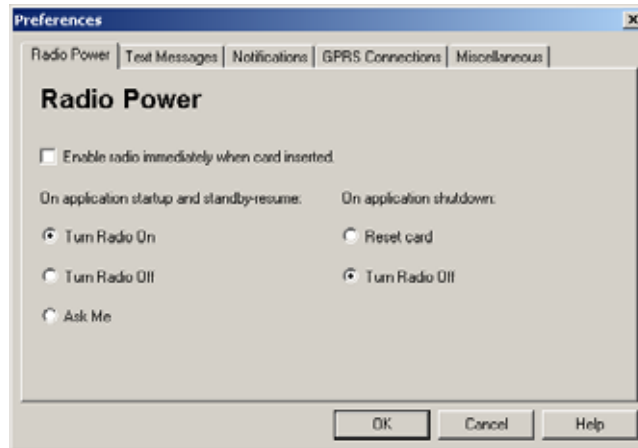 Preferences
Radio Power Text Messages Notifications GPRS Connections Miscellaneous
Radio Power
Enable radio immediately when card inserted.
On application startup and standby-resume: On application shutdown:
Turn Radio On Reset card
Turn Radio Off Turn Radio Off
Ask Me
OK Cancel Help